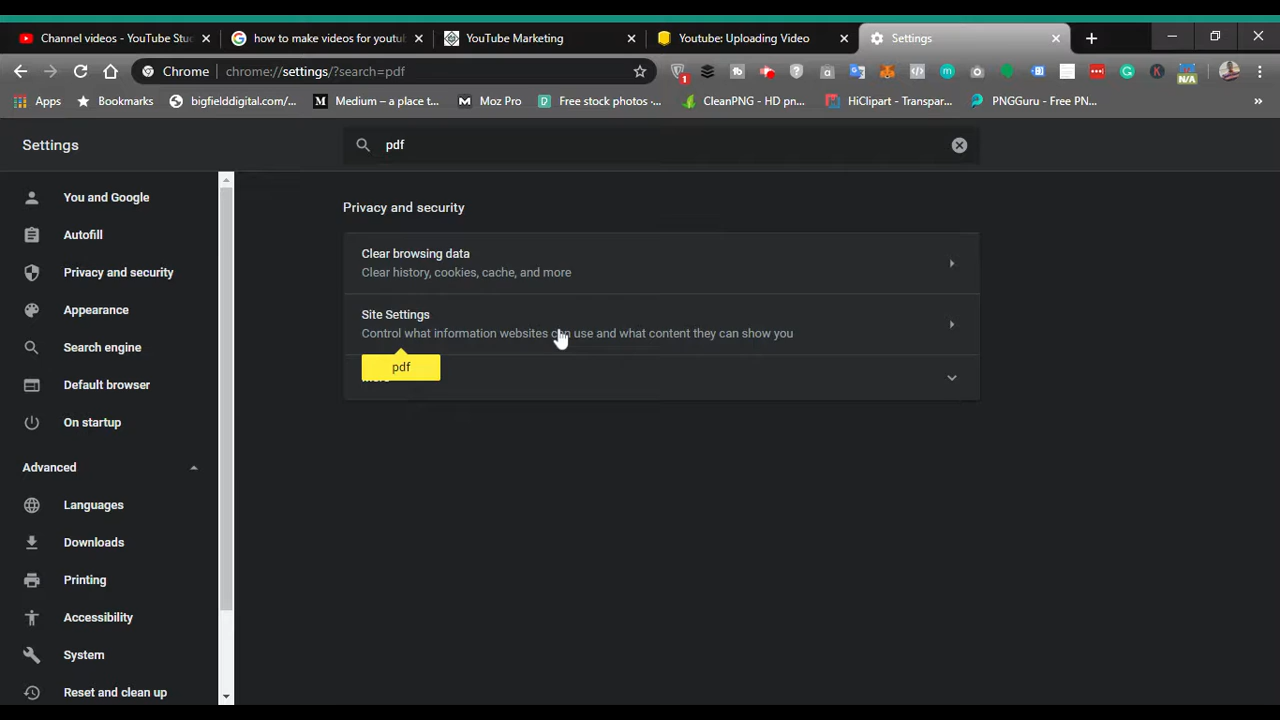 Channel videos - YouTube Stu
how to make videos for youtu
YouTube Marketing
Youtube: Uploading Video
Settings
Chrome
chrome://settings/?search=pdf
1
N/A
Apps
Bookmarks
bigfielddigital.com/...
Medium – a place t...
Moz Pro
Free stock photos ·...
CleanPNG - HD pn...
HiClipart - Transpar...
PNGGuru - Free PN...
Settings
pdf
You and Google
Autofill
Privacy and security
Appearance
Search engine
Default browser
On startup
Advanced
Languages
Downloads
Printing
Accessibility
System
Reset and clean up
Privacy and security
Clear browsing data
Clear history, cookies, cache, and more
Site Settings
Control what information websites can use and what content they can show you
pdf